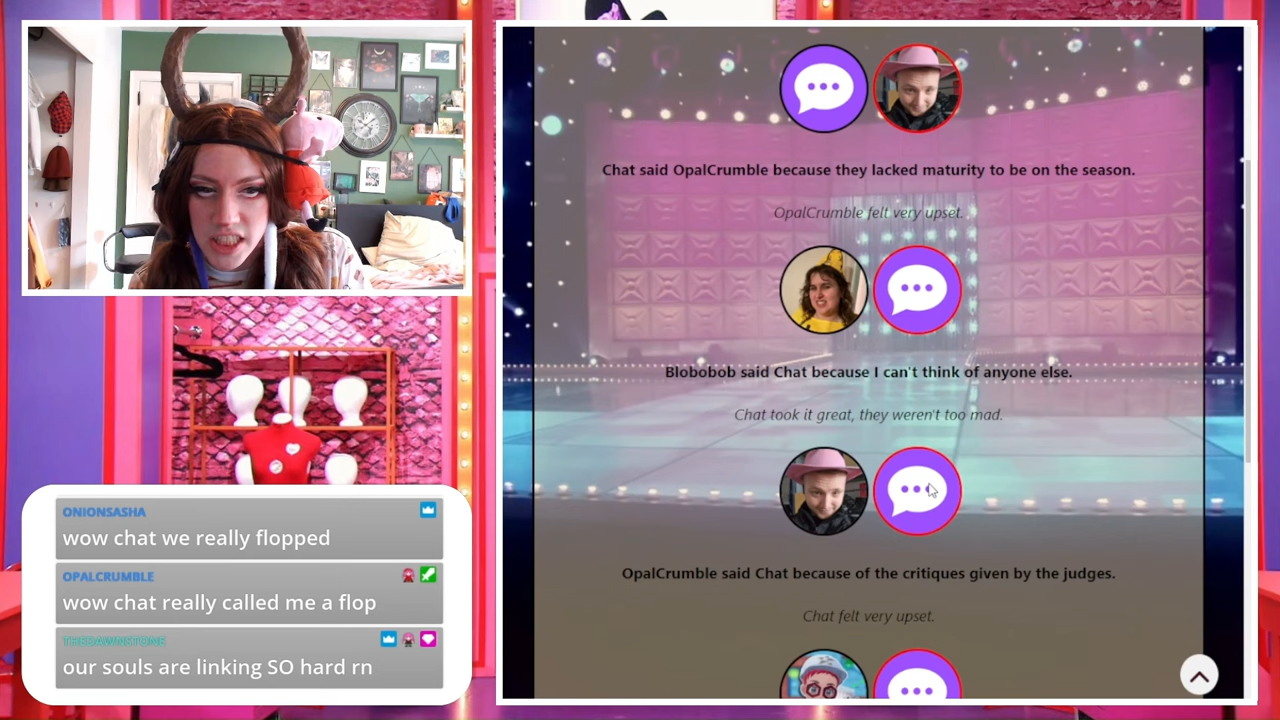 Chat said OpalCrumble because they lacked maturity to be on the season.
OpalCrumble felt very upset.
Blobobob said Chat because I can't think of anyone else.
Chat took it great, they weren't too mad.
OpalCrumble said Chat because of the critiques given by the judges.
Chat felt very upset.
ONIONSASHA
wow chat we really flopped
OPALCRUMBLE
wow chat really called me a flop
THEDAWNSTONE
our souls are linking SO hard rn